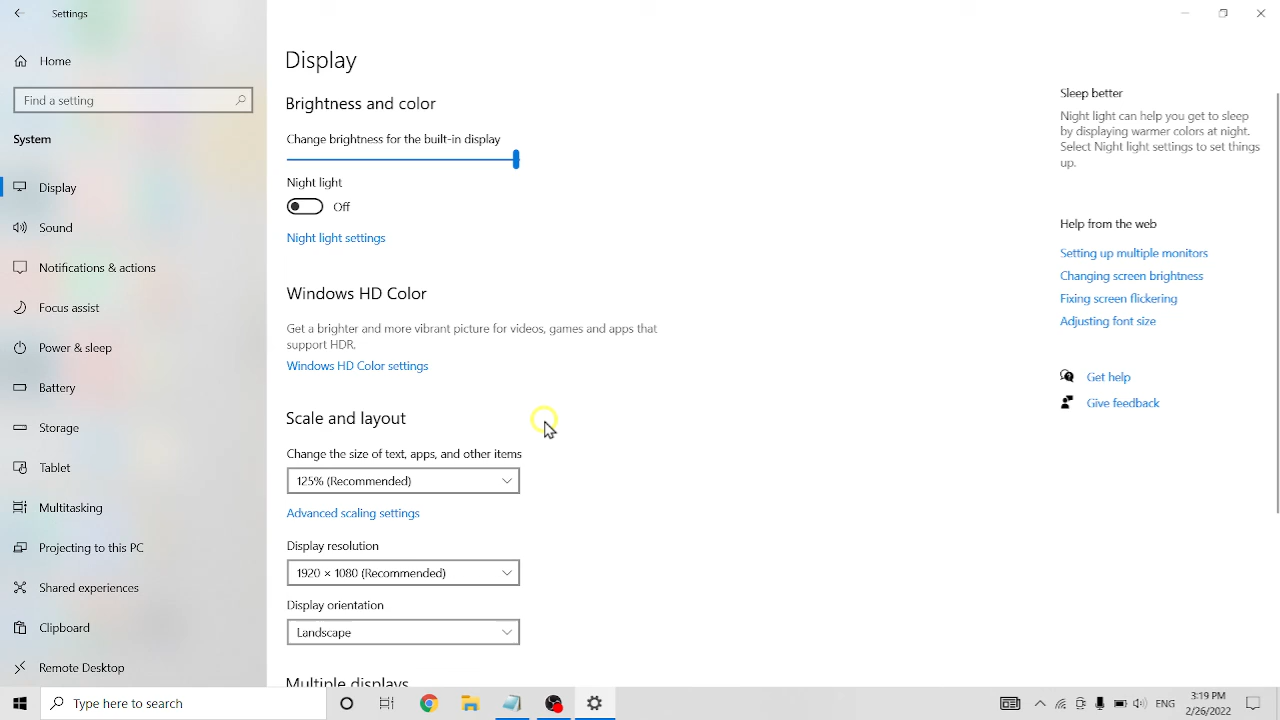 Settings
Home
Find a setting
System
Display
Sound
Notifications & actions
Focus assist
Power & sleep
Battery
Storage
Tablet
Multitasking
Projecting to this PC
Shared experiences
Clipboard
Remote Desktop
Display
Brightness and color
Change brightness for the built-in display
Night light
Off
Night light settings
Windows HD Color
Get a brighter and more vibrant picture for videos, games and apps that
support HDR.
Windows HD Color settings
Scale and layout
Change the size of text, apps, and other items
125% (Recommended)
Advanced scaling settings
Display resolution
1920 × 1080 (Recommended)
Display orientation
Landscape
Multiple displays
Sleep better
Night light can help you get to sleep
by displaying warmer colors at night.
Select Night light settings to set things
up.
Help from the web
Setting up multiple monitors
Changing screen brightness
Fixing screen flickering
Adjusting font size
Get help
Give feedback
Type here to search
ENG
3:19 PM
2/26/2022